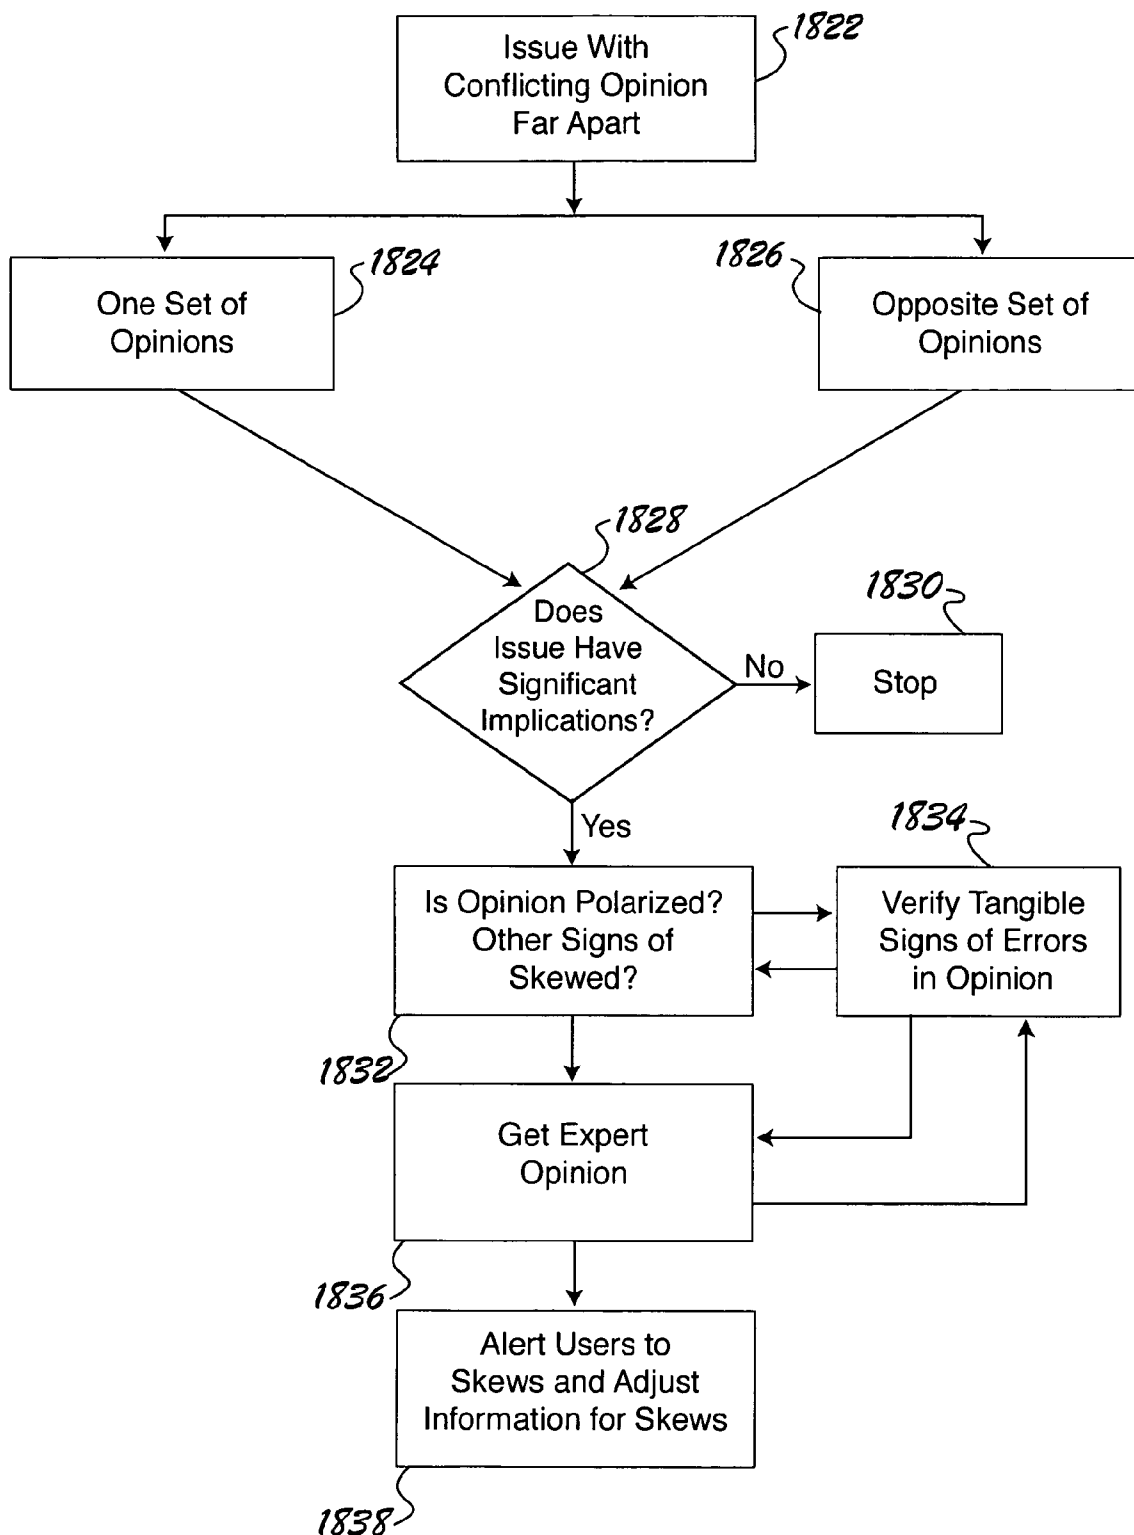 1822
Issue With
Conflicting Opinion
Far Apart
1824
One Set of
Opinions
1826
Opposite Set of
Opinions
1828
Does
Issue Have
Significant
Implications?
No
1830
Stop
Yes
Is Opinion Polarized?
Other Signs of
Skewed?
1832
1834
Verify Tangible
Signs of Errors
in Opinion
Get Expert
Opinion
1836
Alert Users to
Skews and Adjust
Information for Skews
1838